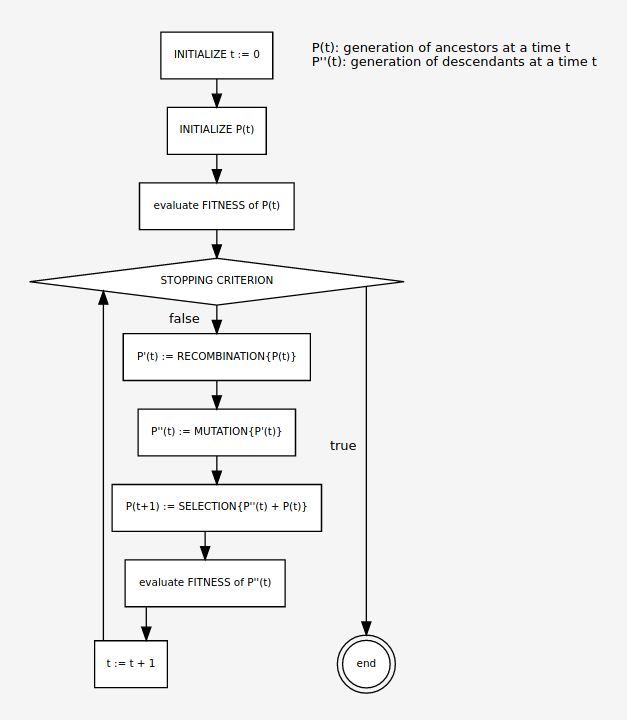 INITIALIZE t := 0
P(t): generation of ancestors at a time t
P''(t): generation of descendants at a time t
INITIALIZE P(t)
evaluate FITNESS of P(t)
STOPPING CRITERION
false
P'(t) := RECOMBINATION{P(t)}
P''(t) := MUTATION{P'(t)}
true
P(t+1) := SELECTION{P''(t) + P(t)}
evaluate FITNESS of P''(t)
t := t + 1
end